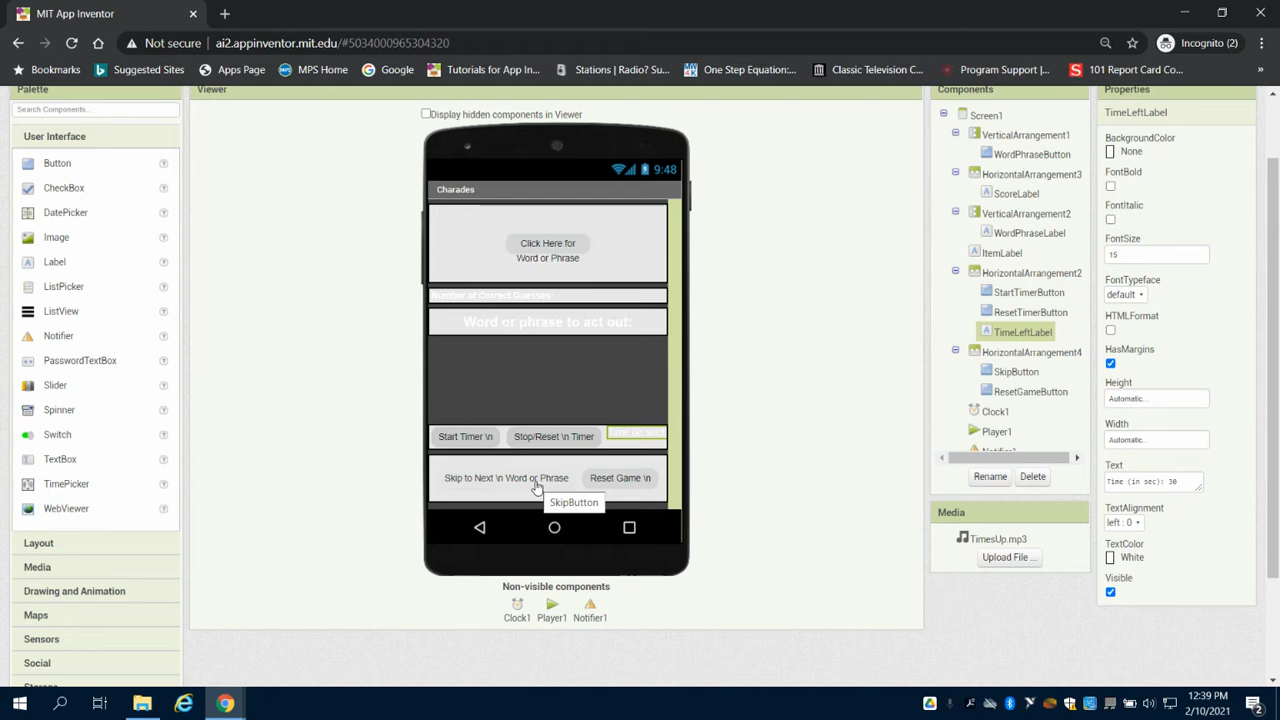 MIT App Inventor
Not secure | ai2.appinventor.mit.edu/#5034000965304320
Incognito (2)
Bookmarks Suggested Sites Apps Page MPS Home Google Tutorials for App In... Stations | Radio? Su... One Step Equation:... Classic Television C... Program Support |... 101 Report Card Co...
Palette
Viewer
Components
Properties
Search Components...
Display hidden components in Viewer
User Interface
Button
CheckBox
DatePicker
Image
Label
ListPicker
ListView
Notifier
PasswordTextBox
Slider
Spinner
Switch
TextBox
TimePicker
WebViewer
Layout
Media
Drawing and Animation
Maps
Sensors
Social
9:48
Charades
Click Here for
Word or Phrase
Number of Correct Guesses:
Word or phrase to act out:
Start Timer \n
Stop/Reset \n Timer
Skip to Next \n Word or Phrase
Reset Game \n
SkipButton
Non-visible components
Clock1 Player1 Notifier1
Screen1
VerticalArrangement1
WordPhraseButton
HorizontalArrangement3
ScoreLabel
VerticalArrangement2
WordPhraseLabel
ItemLabel
HorizontalArrangement2
StartTimerButton
ResetTimerButton
TimeLeftLabel
HorizontalArrangement4
SkipButton
ResetGameButton
Clock1
Player1
Rename
Delete
Media
TimesUp.mp3
Upload File ...
TimeLeftLabel
BackgroundColor
None
FontBold
FontItalic
FontSize
15
FontTypeface
default
HTMLFormat
HasMargins
Height
Automatic...
Width
Automatic...
Text
Time (in sec): 30
TextAlignment
left : 0
TextColor
White
Visible
12:39 PM
2/10/2021
2